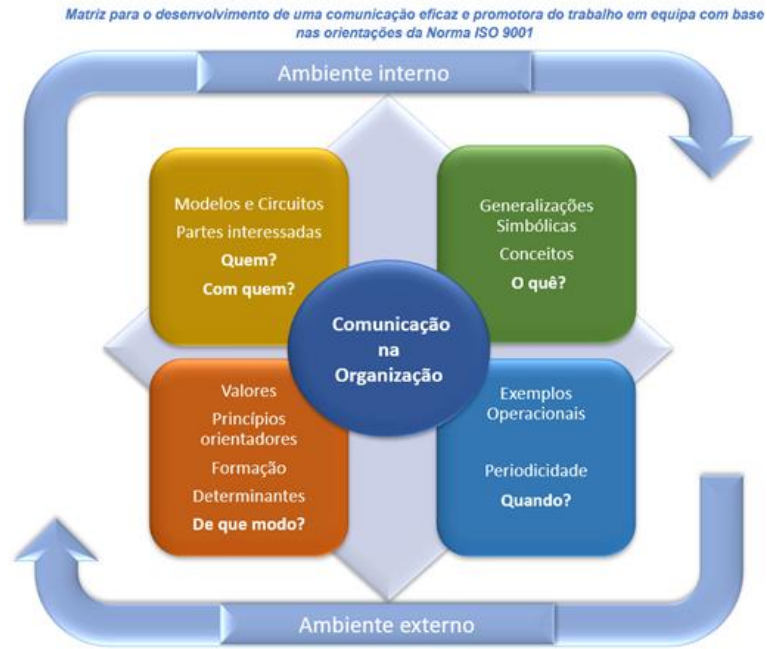 Matriz para o desenvolvimento de uma comunicação eficaz e promotora do trabalho em equipa com base
nas orientações da Norma ISO 9001
Ambiente interno
Modelos e Circuitos
Partes interessadas
Quem?
Com quem?
Generalizações
Simbólicas
Conceitos
O quê?
Comunicação
na
Organização
Valores
Princípios
orientadores
Formação
Determinantes
De que modo?
Exemplos
Operacionais
Periodicidade
Quando?
Ambiente externo